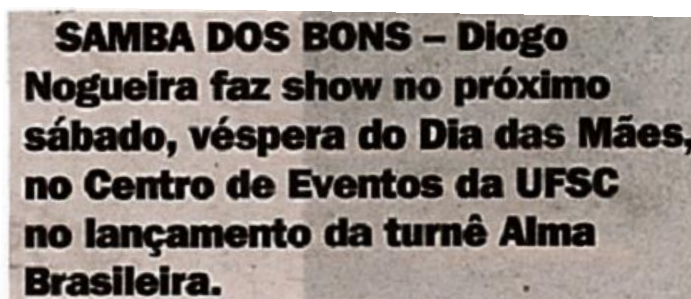 SAMBA DOS BONS – Diogo
Nogueira faz show no próximo
sábado, véspera do Dia das Mães,
no Centro de Eventos da UFSC
no lançamento da turnê Alma
Brasileira.